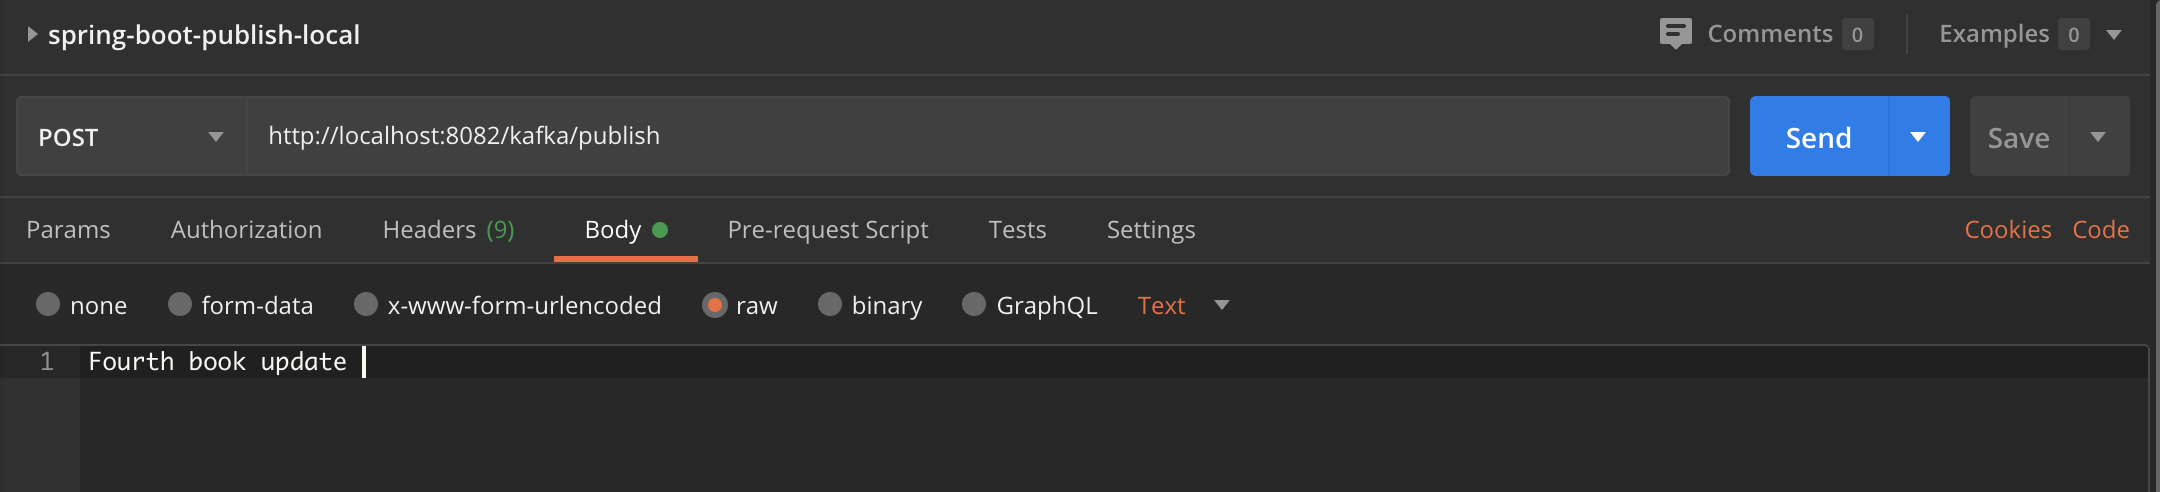 spring-boot-publish-local Comments 0 Examples 0
POST http://localhost:8082/kafka/publish Send Save
Params Authorization Headers (9) Body Pre-request Script Tests Settings Cookies Code
none form-data x-www-form-urlencoded raw binary GraphQL Text
1 Fourth book update